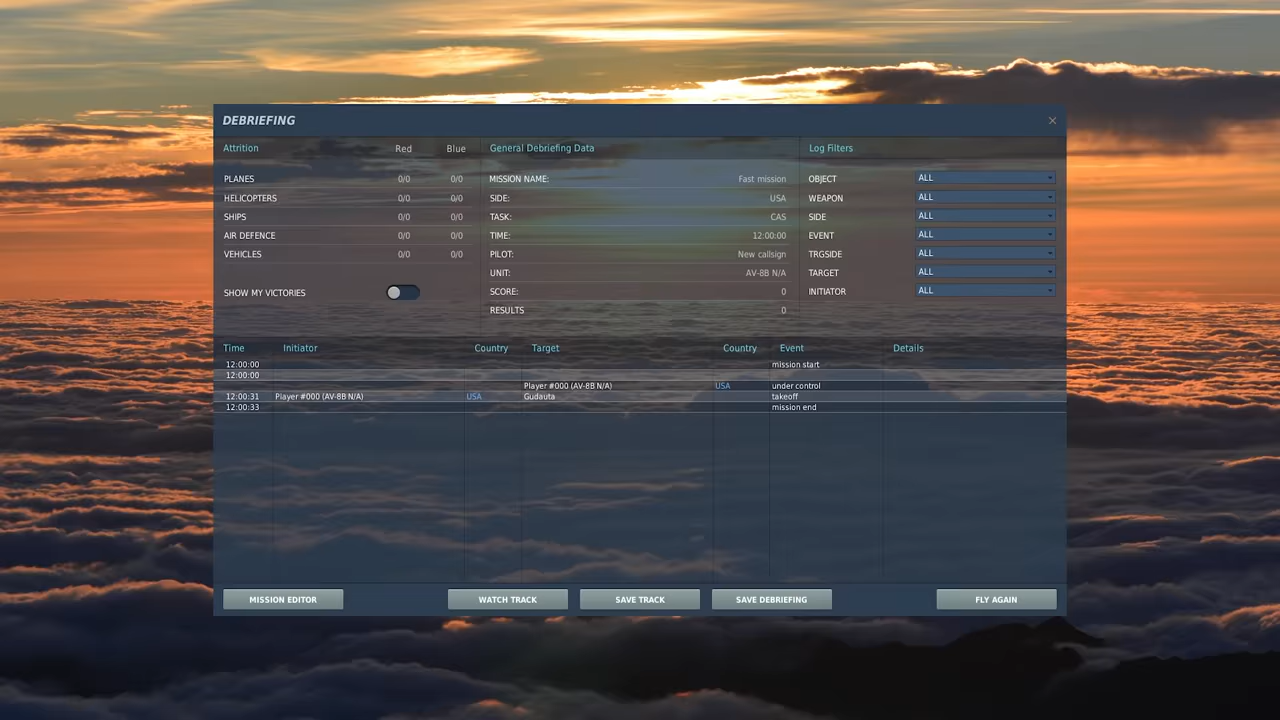 DEBRIEFING
Attrition Red Blue
PLANES 0/0 0/0
HELICOPTERS 0/0 0/0
SHIPS 0/0 0/0
AIR DEFENCE 0/0 0/0
VEHICLES 0/0 0/0
SHOW MY VICTORIES
General Debriefing Data
MISSION NAME: Fast mission
SIDE: USA
TASK: CAS
TIME: 12:00:00
PILOT: New callsign
UNIT: AV-8B N/A
SCORE: 0
RESULTS 0
Log Filters
OBJECT ALL
WEAPON ALL
SIDE ALL
EVENT ALL
TRGSIDE ALL
TARGET ALL
INITIATOR ALL
Time Initiator Country Target Country Event Details
12:00:00 mission start
12:00:00
Player #000 (AV-8B N/A) USA under control
12:00:31 Player #000 (AV-8B N/A) USA Gudauta takeoff
12:00:33 mission end
MISSION EDITOR WATCH TRACK SAVE TRACK SAVE DEBRIEFING FLY AGAIN